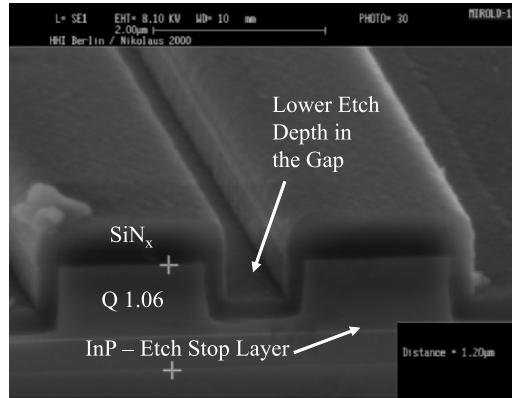 L= SE1 EHT= 8.10 KV WD= 10 mm PHOTO= 30 MIROLD-1
2.00µm
HHI Berlin / Nikolaus 2000
Lower Etch
Depth in
the Gap
SiNx
Q 1.06
InP – Etch Stop Layer
Distance = 1.20µm